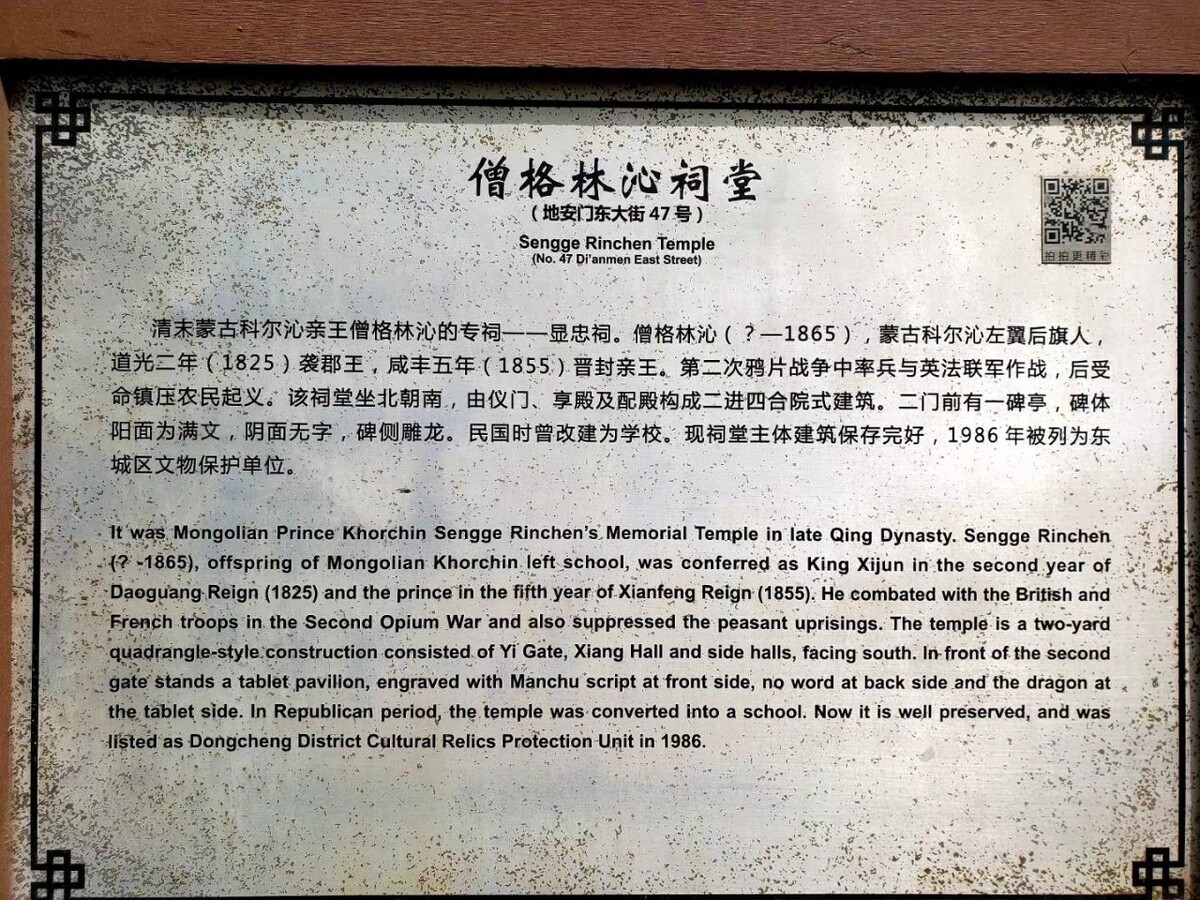 僧格林沁祠堂
（地安门东大街 47 号）
Sengge Rinchen Temple
(No. 47 Di'anmen East Street)
拍拍更精彩
清末蒙古科尔沁亲王僧格林沁的专祠——显忠祠。僧格林沁（？—1865），蒙古科尔沁左翼后旗人，
道光二年（1825）袭郡王，咸丰五年（1855）晋封亲王。第二次鸦片战争中率兵与英法联军作战，后受
命镇压农民起义。该祠堂坐北朝南，由仪门、享殿及配殿构成二进四合院式建筑。二门前有一碑亭，碑体
阳面为满文，阴面无字，碑侧雕龙。民国时曾改建为学校。现祠堂主体建筑保存完好，1986 年被列为东
城区文物保护单位。
It was Mongolian Prince Khorchin Sengge Rinchen's Memorial Temple in late Qing Dynasty. Sengge Rinchen
(? -1865), offspring of Mongolian Khorchin left school, was conferred as King Xijun in the second year of
Daoguang Reign (1825) and the prince in the fifth year of Xianfeng Reign (1855). He combated with the British and
French troops in the Second Opium War and also suppressed the peasant uprisings. The temple is a two-yard
quadrangle-style construction consisted of Yi Gate, Xiang Hall and side halls, facing south. In front of the second
gate stands a tablet pavilion, engraved with Manchu script at front side, no word at back side and the dragon at
the tablet side. In Republican period, the temple was converted into a school. Now it is well preserved, and was
listed as Dongcheng District Cultural Relics Protection Unit in 1986.